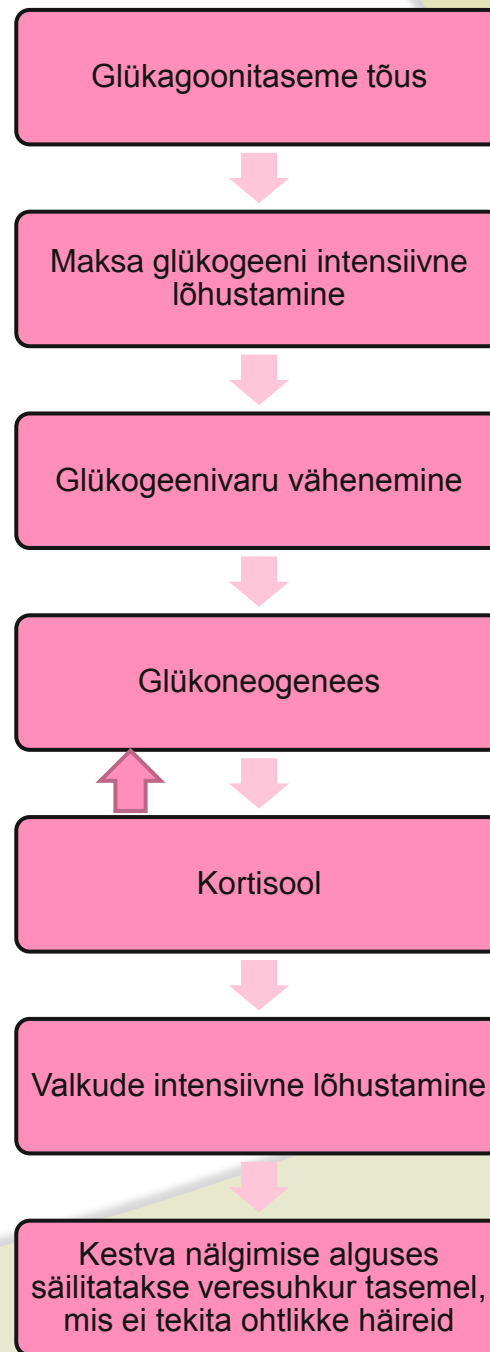 Glükagoonitaseme tõus
Maksa glükogeeni intensiivne
lõhustamine
Glükogeenivaru vähenemine
Glükoneogenees
Kortisool
Valkude intensiivne lõhustamine
Kestva nälgimise alguses
säilitatakse veresuhkur tasemel,
mis ei tekita ohtlikke häireid